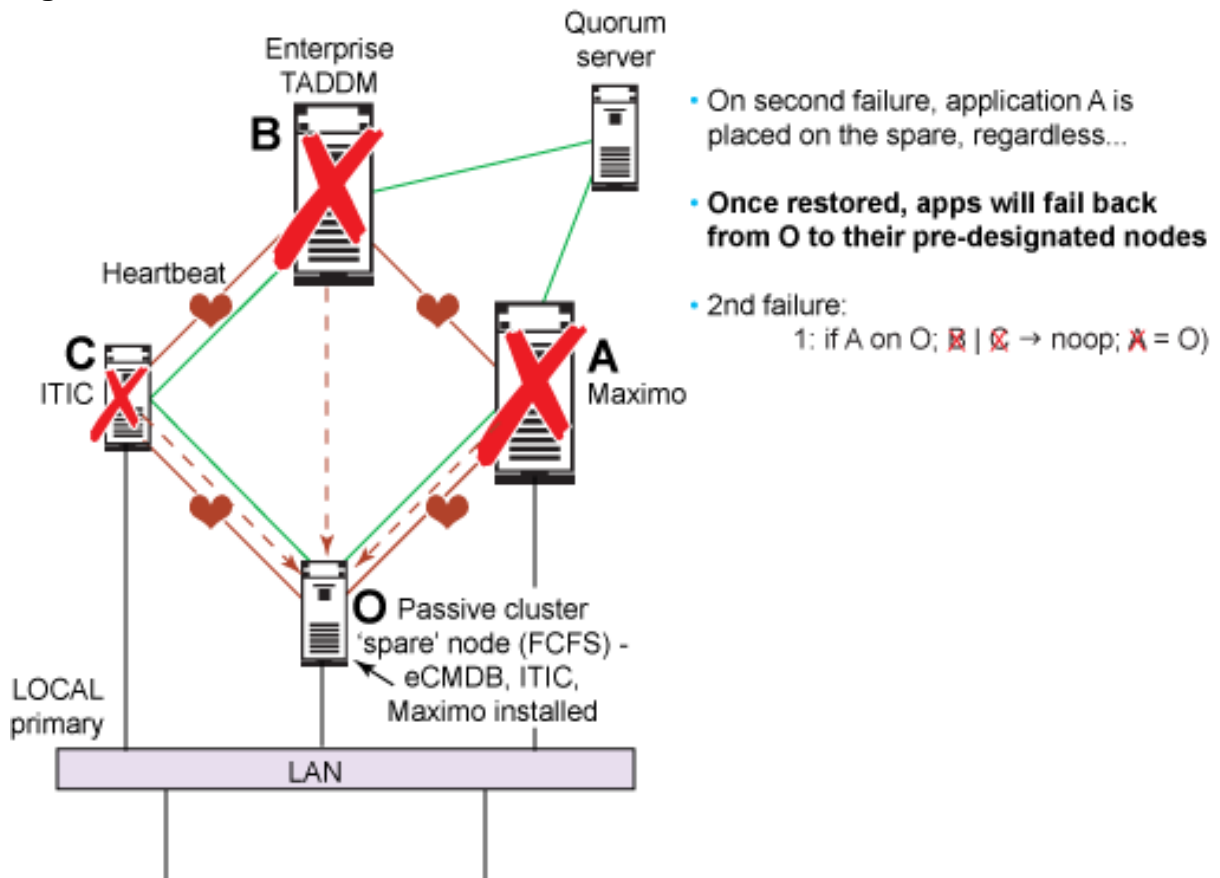 Enterprise
TADDM
Quorum
server
B
Heartbeat
C
ITIC
A
Maximo
O Passive cluster
‘spare’ node (FCFS) -
eCMDB, ITIC,
Maximo installed
LOCAL
primary
LAN
• On second failure, application A is
placed on the spare, regardless...
• Once restored, apps will fail back
from O to their pre-designated nodes
• 2nd failure:
1: if A on O; B | C → noop; A = O)